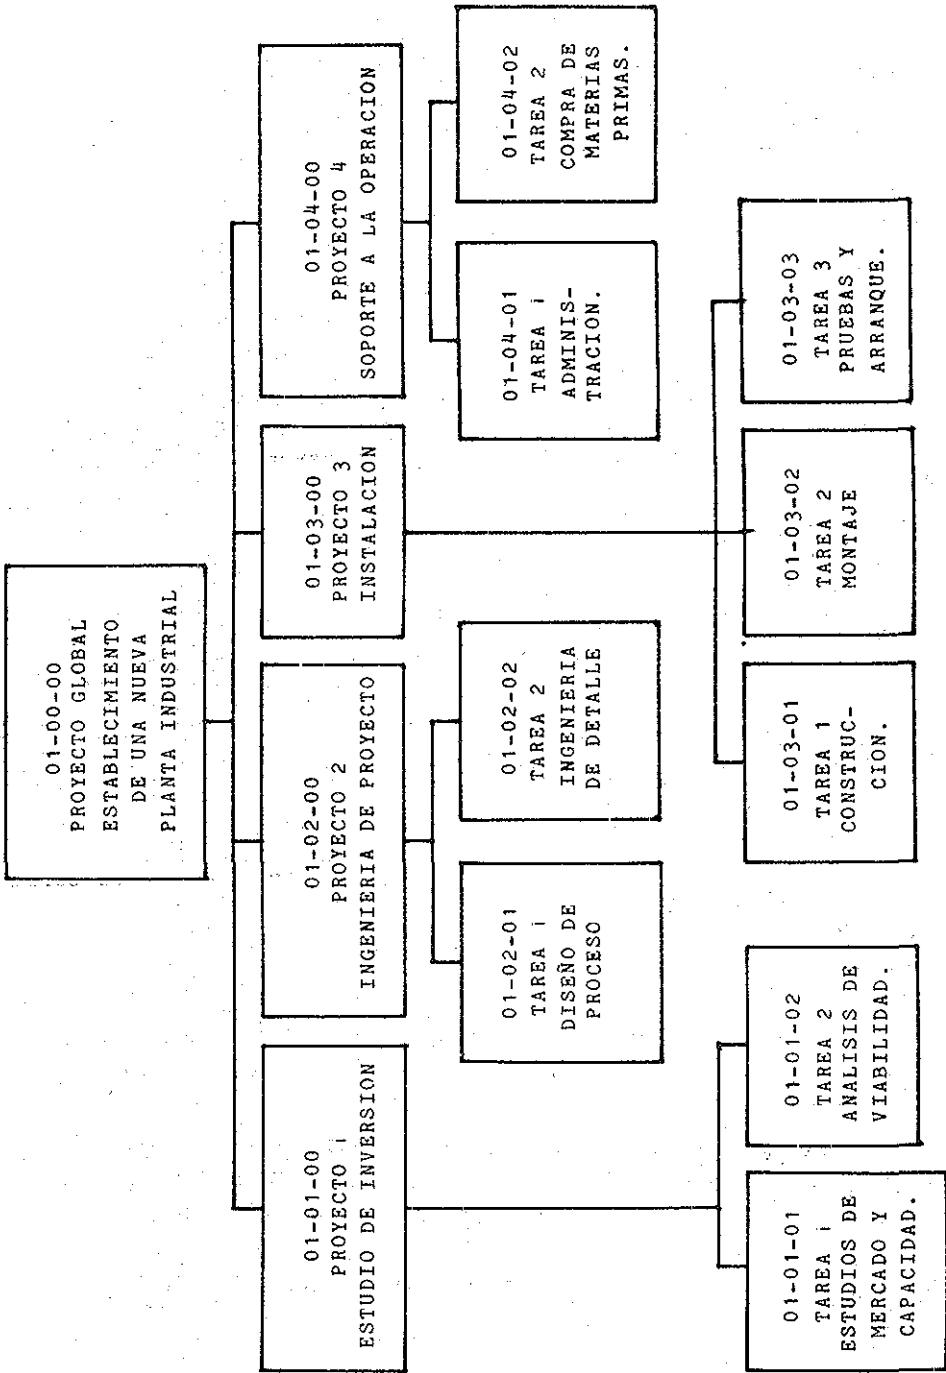 01-00-00
PROYECTO GLOBAL
ESTABLECIMIENTO
DE UNA NUEVA
PLANTA INDUSTRIAL
01-01-00
PROYECTO 1
ESTUDIO DE INVERSION
01-02-00
PROYECTO 2
INGENIERIA DE PROYECTO
01-03-00
PROYECTO 3
INSTALACION
01-04-00
PROYECTO 4
SOPORTE A LA OPERACION
01-02-01
TAREA 1
DISEÑO DE
PROCESO
01-02-02
TAREA 2
INGENIERIA
DE DETALLE
01-04-01
TAREA 1
ADMINIS-
TRACION.
01-04-02
TAREA 2
COMPRA DE
MATERIAS
PRIMAS.
01-01-01
TAREA 1
ESTUDIOS DE
MERCADO Y
CAPACIDAD.
01-01-02
TAREA 2
ANALISIS DE
VIABILIDAD.
01-03-01
TAREA 1
CONSTRUC-
CION.
01-03-02
TAREA 2
MONTAJE
01-03-03
TAREA 3
PRUEBAS Y
ARRANQUE.